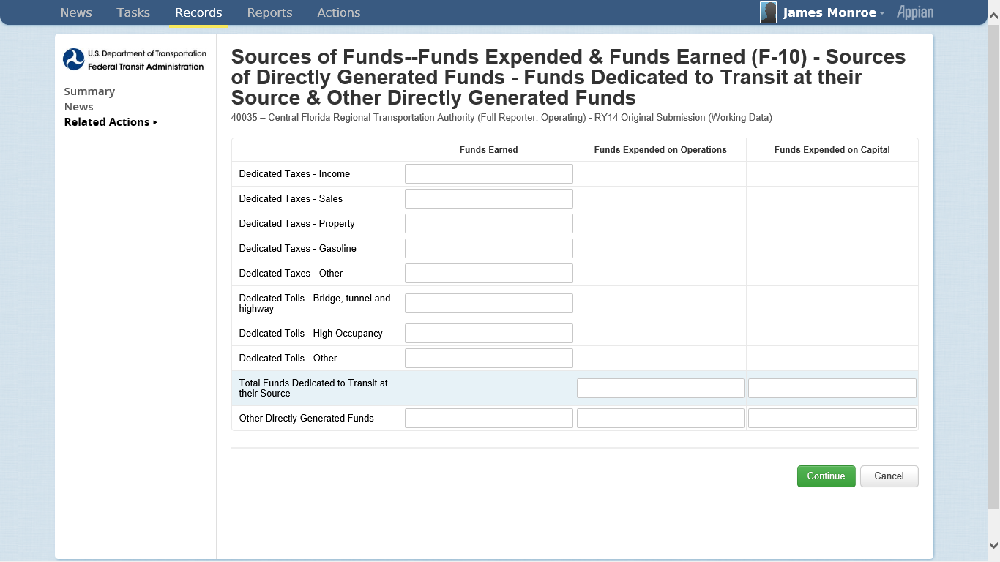 News Tasks Records Reports Actions James Monroe Appian
U.S. Department of Transportation
Federal Transit Administration
Summary
News
Related Actions
Sources of Funds--Funds Expended & Funds Earned (F-10) - Sources
of Directly Generated Funds - Funds Dedicated to Transit at their
Source & Other Directly Generated Funds
40035 – Central Florida Regional Transportation Authority (Full Reporter: Operating) - RY14 Original Submission (Working Data)
Funds Earned Funds Expended on Operations Funds Expended on Capital
Dedicated Taxes - Income
Dedicated Taxes - Sales
Dedicated Taxes - Property
Dedicated Taxes - Gasoline
Dedicated Taxes - Other
Dedicated Tolls - Bridge, tunnel and
highway
Dedicated Tolls - High Occupancy
Dedicated Tolls - Other
Total Funds Dedicated to Transit at
their Source
Other Directly Generated Funds
Continue Cancel